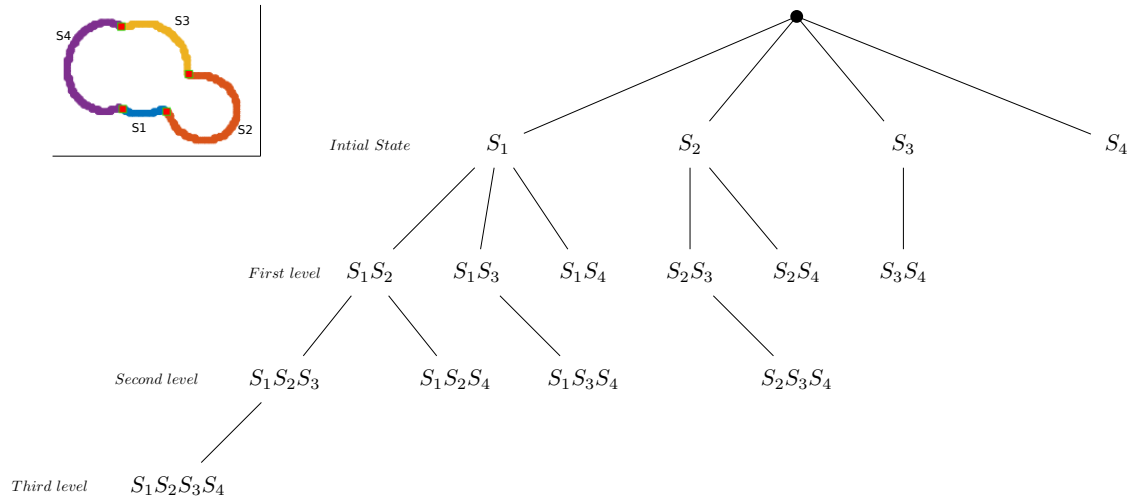 S3
S4
S1
S2
Intial State S₁ S₂ S₃ S₄
First level S₁S₂ S₁S₃ S₁S₄ S₂S₃ S₂S₄ S₃S₄
Second level S₁S₂S₃ S₁S₂S₄ S₁S₃S₄ S₂S₃S₄
Third level S₁S₂S₃S₄